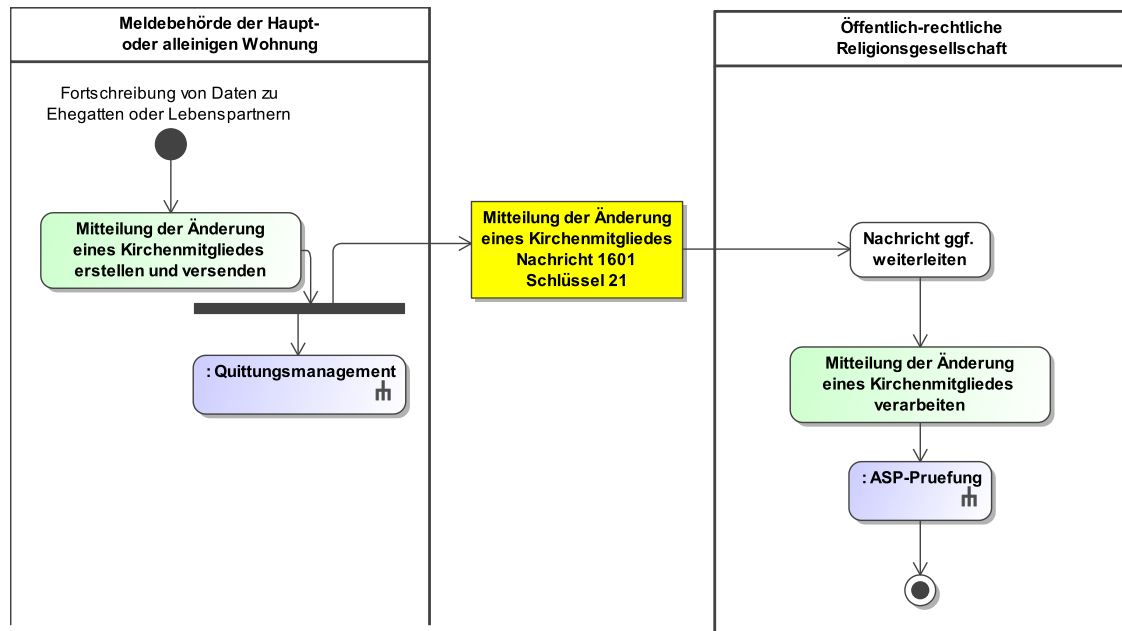 Meldebehörde der Haupt-
oder alleinigen Wohnung
Fortschreibung von Daten zu
Ehegatten oder Lebenspartnern
Mitteilung der Änderung
eines Kirchenmitgliedes
erstellen und versenden
: Quittungsmanagement
Mitteilung der Änderung
eines Kirchenmitgliedes
Nachricht 1601
Schlüssel 21
Öffentlich-rechtliche
Religionsgesellschaft
Nachricht ggf.
weiterleiten
Mitteilung der Änderung
eines Kirchenmitgliedes
verarbeiten
: ASP-Pruefung